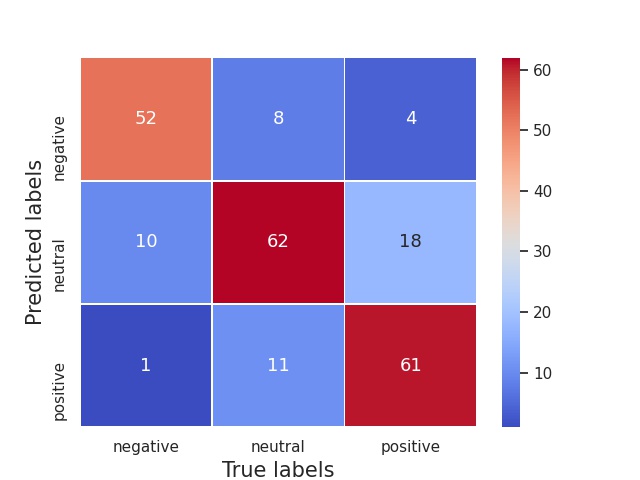 Predicted labels
negative
52 8 4
neutral
10 62 18
positive
1 11 61
negative neutral positive
True labels
60
50
40
30
20
10